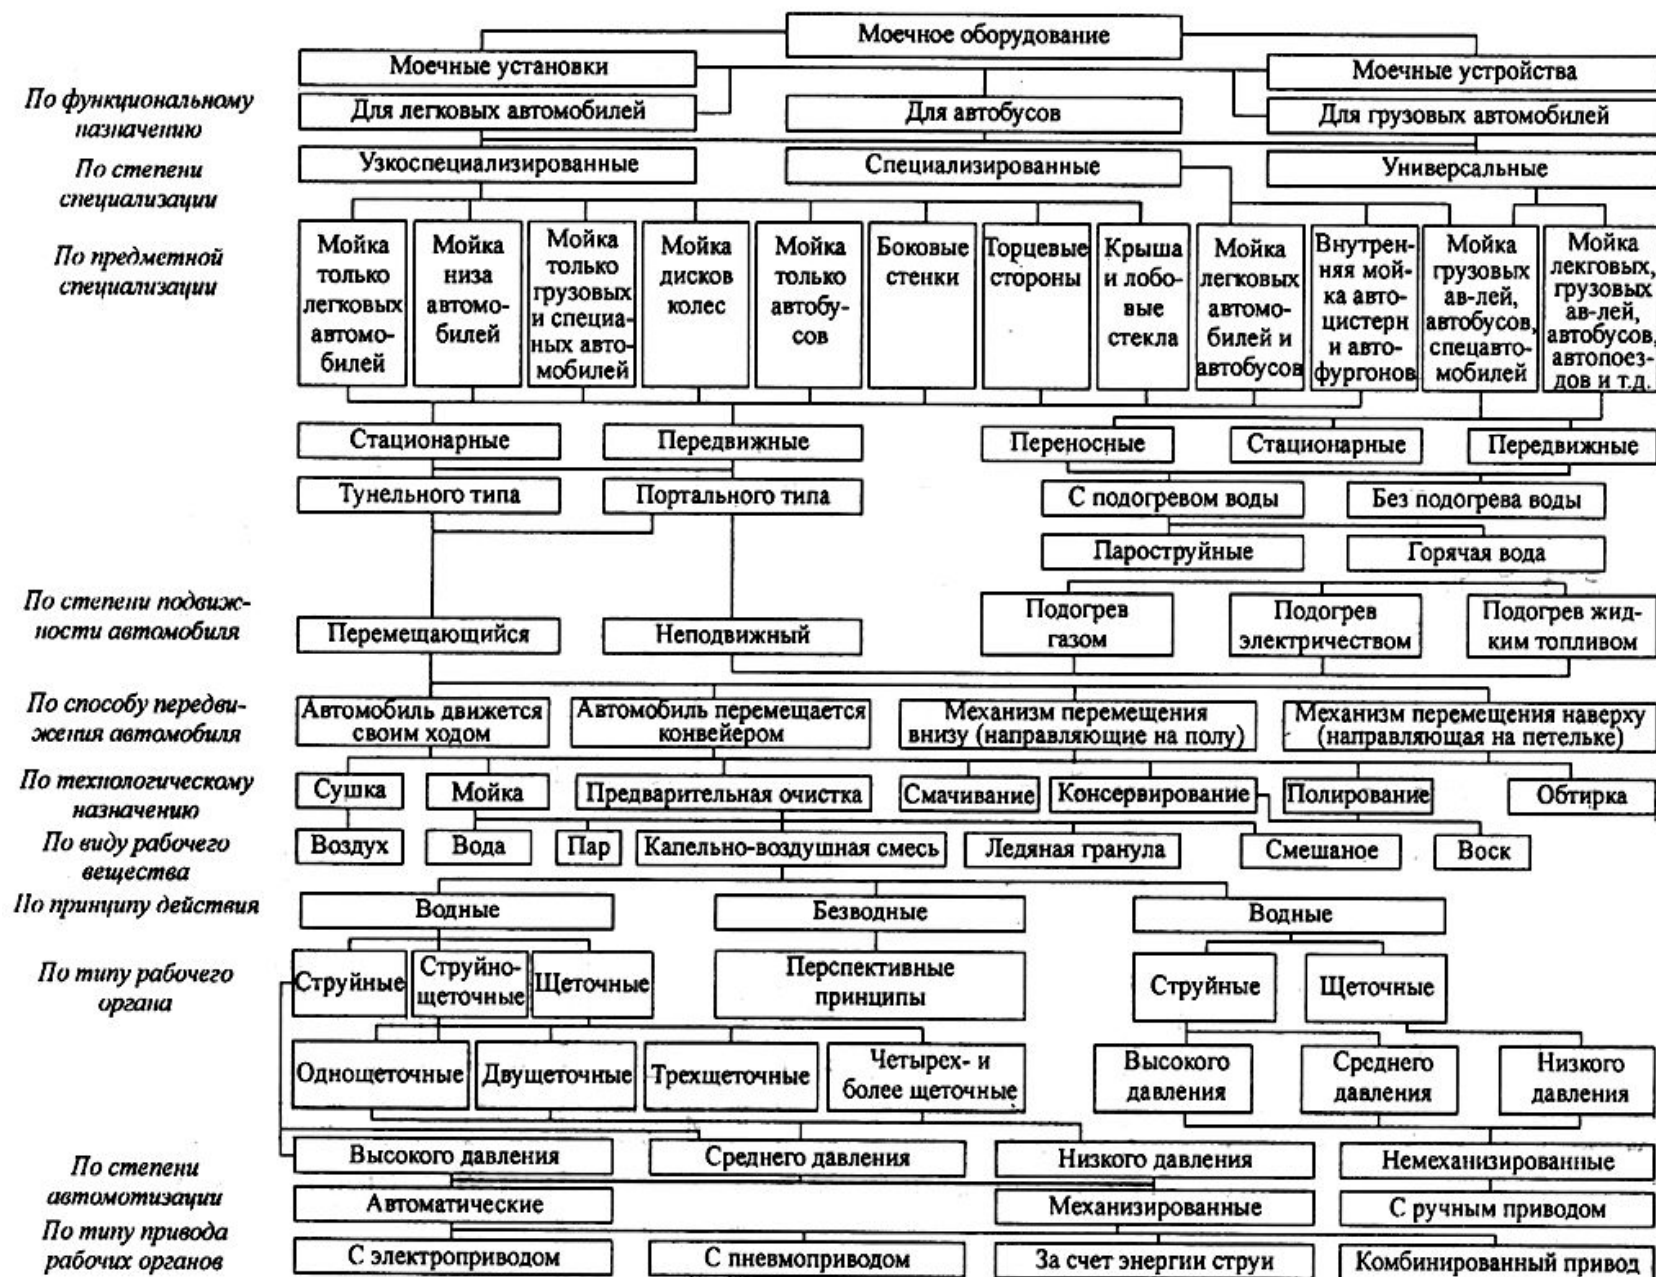 Моечное оборудование
Моечные установки
Моечные устройства
По функциональному
назначению
Для легковых автомобилей
Для автобусов
Для грузовых автомобилей
По степени
специализации
Узкоспециализированные
Специализированные
Универсальные
По предметной
специализации
Мойка
только
легковых
автомо-
билей
Мойка
низа
автомо-
билей
Мойка
только
грузовых
и специа-
ных авто-
мобилей
Мойка
дисков
колес
Мойка
только
автобу-
сов
Боковые
стенки
Торцевые
стороны
Крыша
и лобо-
вые
стекла
Мойка
легковых
автомо-
билей и
автобусов
Внутрен-
няя мой-
ка авто-
цистерн
и авто-
фургонов
Мойка
грузовых
ав-лей,
автобусов,
спецавто-
мобилей
Мойка
лекговых,
грузовых
ав-лей,
автобусов,
автопоез-
дов и т.д.
Стационарные
Передвижные
Переносные
Стационарные
Передвижные
Тунельного типа
Портального типа
С подогревом воды
Без подогрева воды
Пароструйные
Горячая вода
По степени подвиж-
ности автомобиля
Перемещающийся
Неподвижный
Подогрев
газом
Подогрев
электричеством
Подогрев жид-
ким топливом
По способу передви-
жения автомобиля
Автомобиль движется
своим ходом
Автомобиль перемещается
конвейером
Механизм перемещения
внизу (направляющие на полу)
Механизм перемещения наверху
(направляющая на петельке)
По технологическому
назначению
Сушка
Мойка
Предварительная очистка
Смачивание
Консервирование
Полирование
Обтирка
По виду рабочего
вещества
Воздух
Вода
Пар
Капельно-воздушная смесь
Ледяная гранула
Смешаное
Воск
По принципу действия
Водные
Безводные
Водные
По типу рабочего
органа
Струйные
Струйно-
щеточные
Щеточные
Перспективные
принципы
Струйные
Щеточные
Однощеточные
Двущеточные
Трехщеточные
Четырех- и
более щеточные
Высокого
давления
Среднего
давления
Низкого
давления
По степени
автомотизации
Высокого давления
Среднего давления
Низкого давления
Немеханизированные
Автоматические
Механизированные
С ручным приводом
По типу привода
рабочих органов
С электроприводом
С пневмоприводом
За счет энергии струи
Комбинированный привод